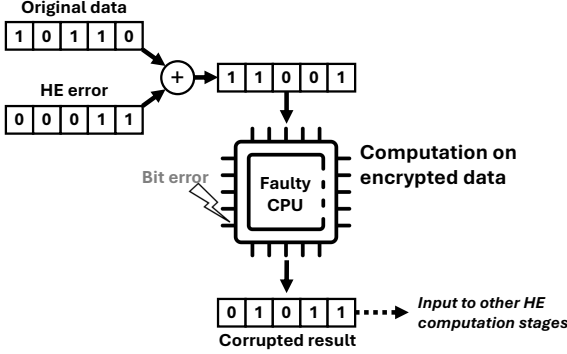 Original data
1 0 1 1 0
HE error
0 0 0 1 1
+
1 1 0 0 1
Computation on
encrypted data
Bit error
Faulty
CPU
0 1 0 1 1
Corrupted result
Input to other HE
computation stages